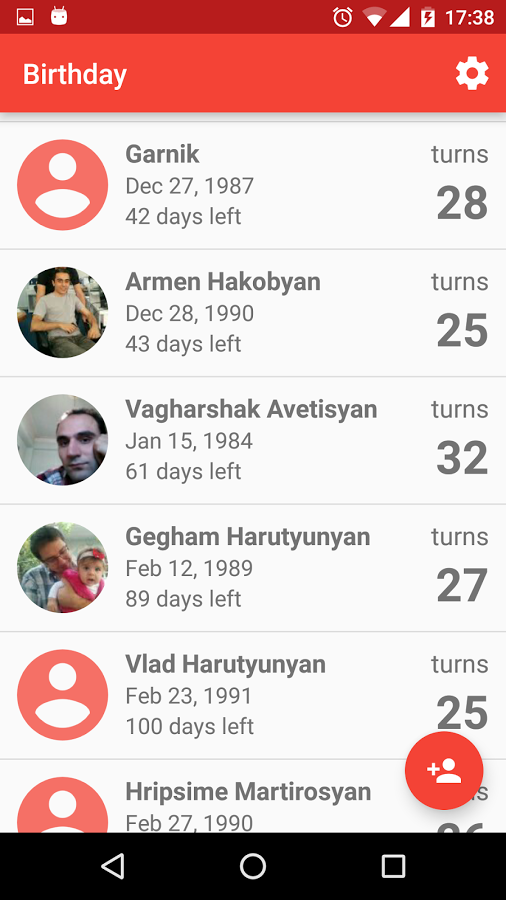 17:38
Birthday
Garnik
turns
Dec 27, 1987
28
42 days left
Armen Hakobyan
turns
Dec 28, 1990
25
43 days left
Vagharshak Avetisyan
turns
Jan 15, 1984
32
61 days left
Gegham Harutyunyan
turns
Feb 12, 1989
27
89 days left
Vlad Harutyunyan
turns
Feb 23, 1991
25
100 days left
Hripsime Martirosyan
Feb 27, 1990